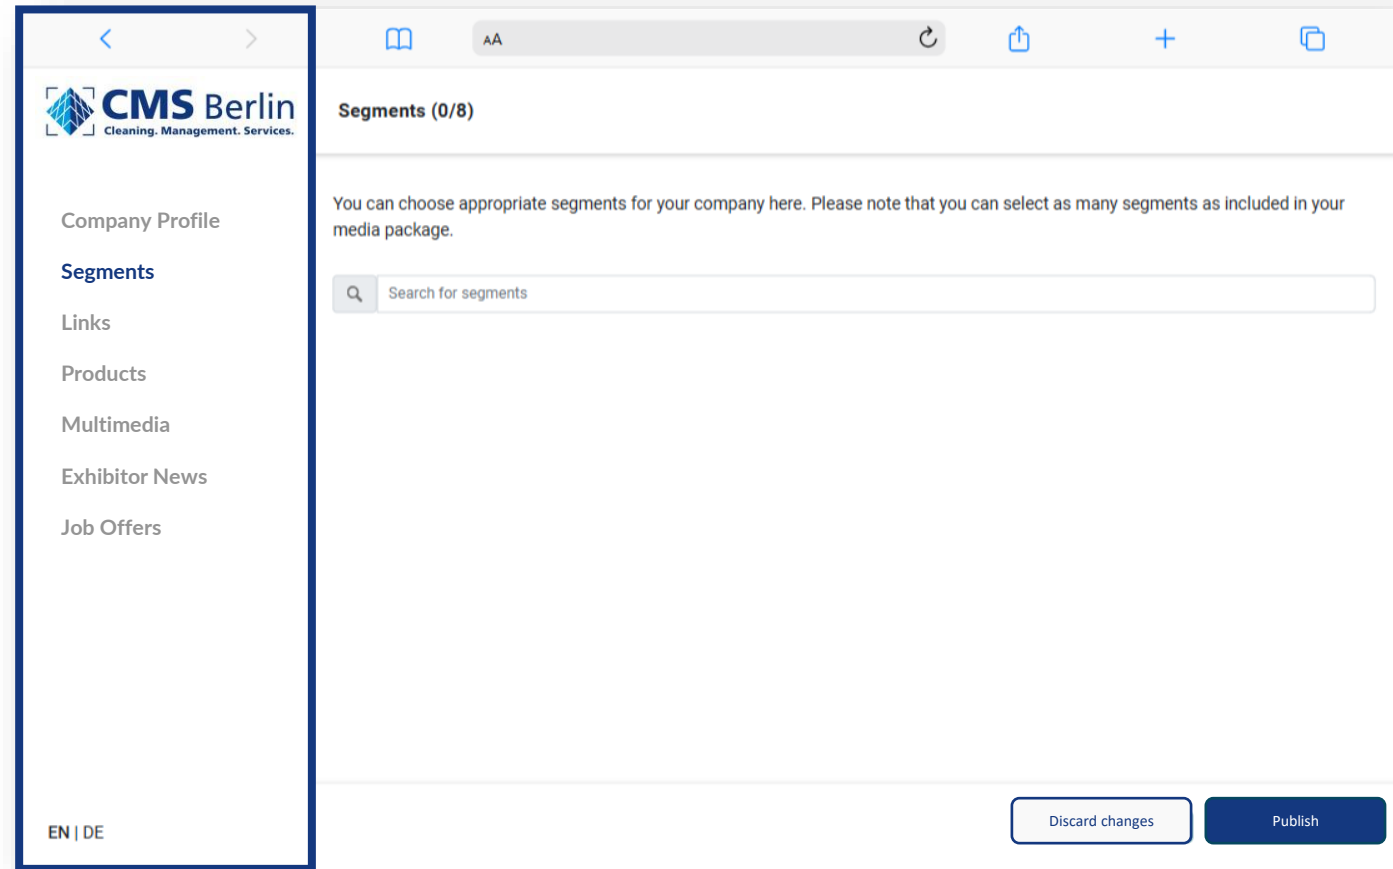 AA
CMS Berlin
Cleaning. Management. Services.
Company Profile
Segments
Links
Products
Multimedia
Exhibitor News
Job Offers
EN | DE
Segments (0/8)
You can choose appropriate segments for your company here. Please note that you can select as many segments as included in your
media package.
Search for segments
Discard changes
Publish